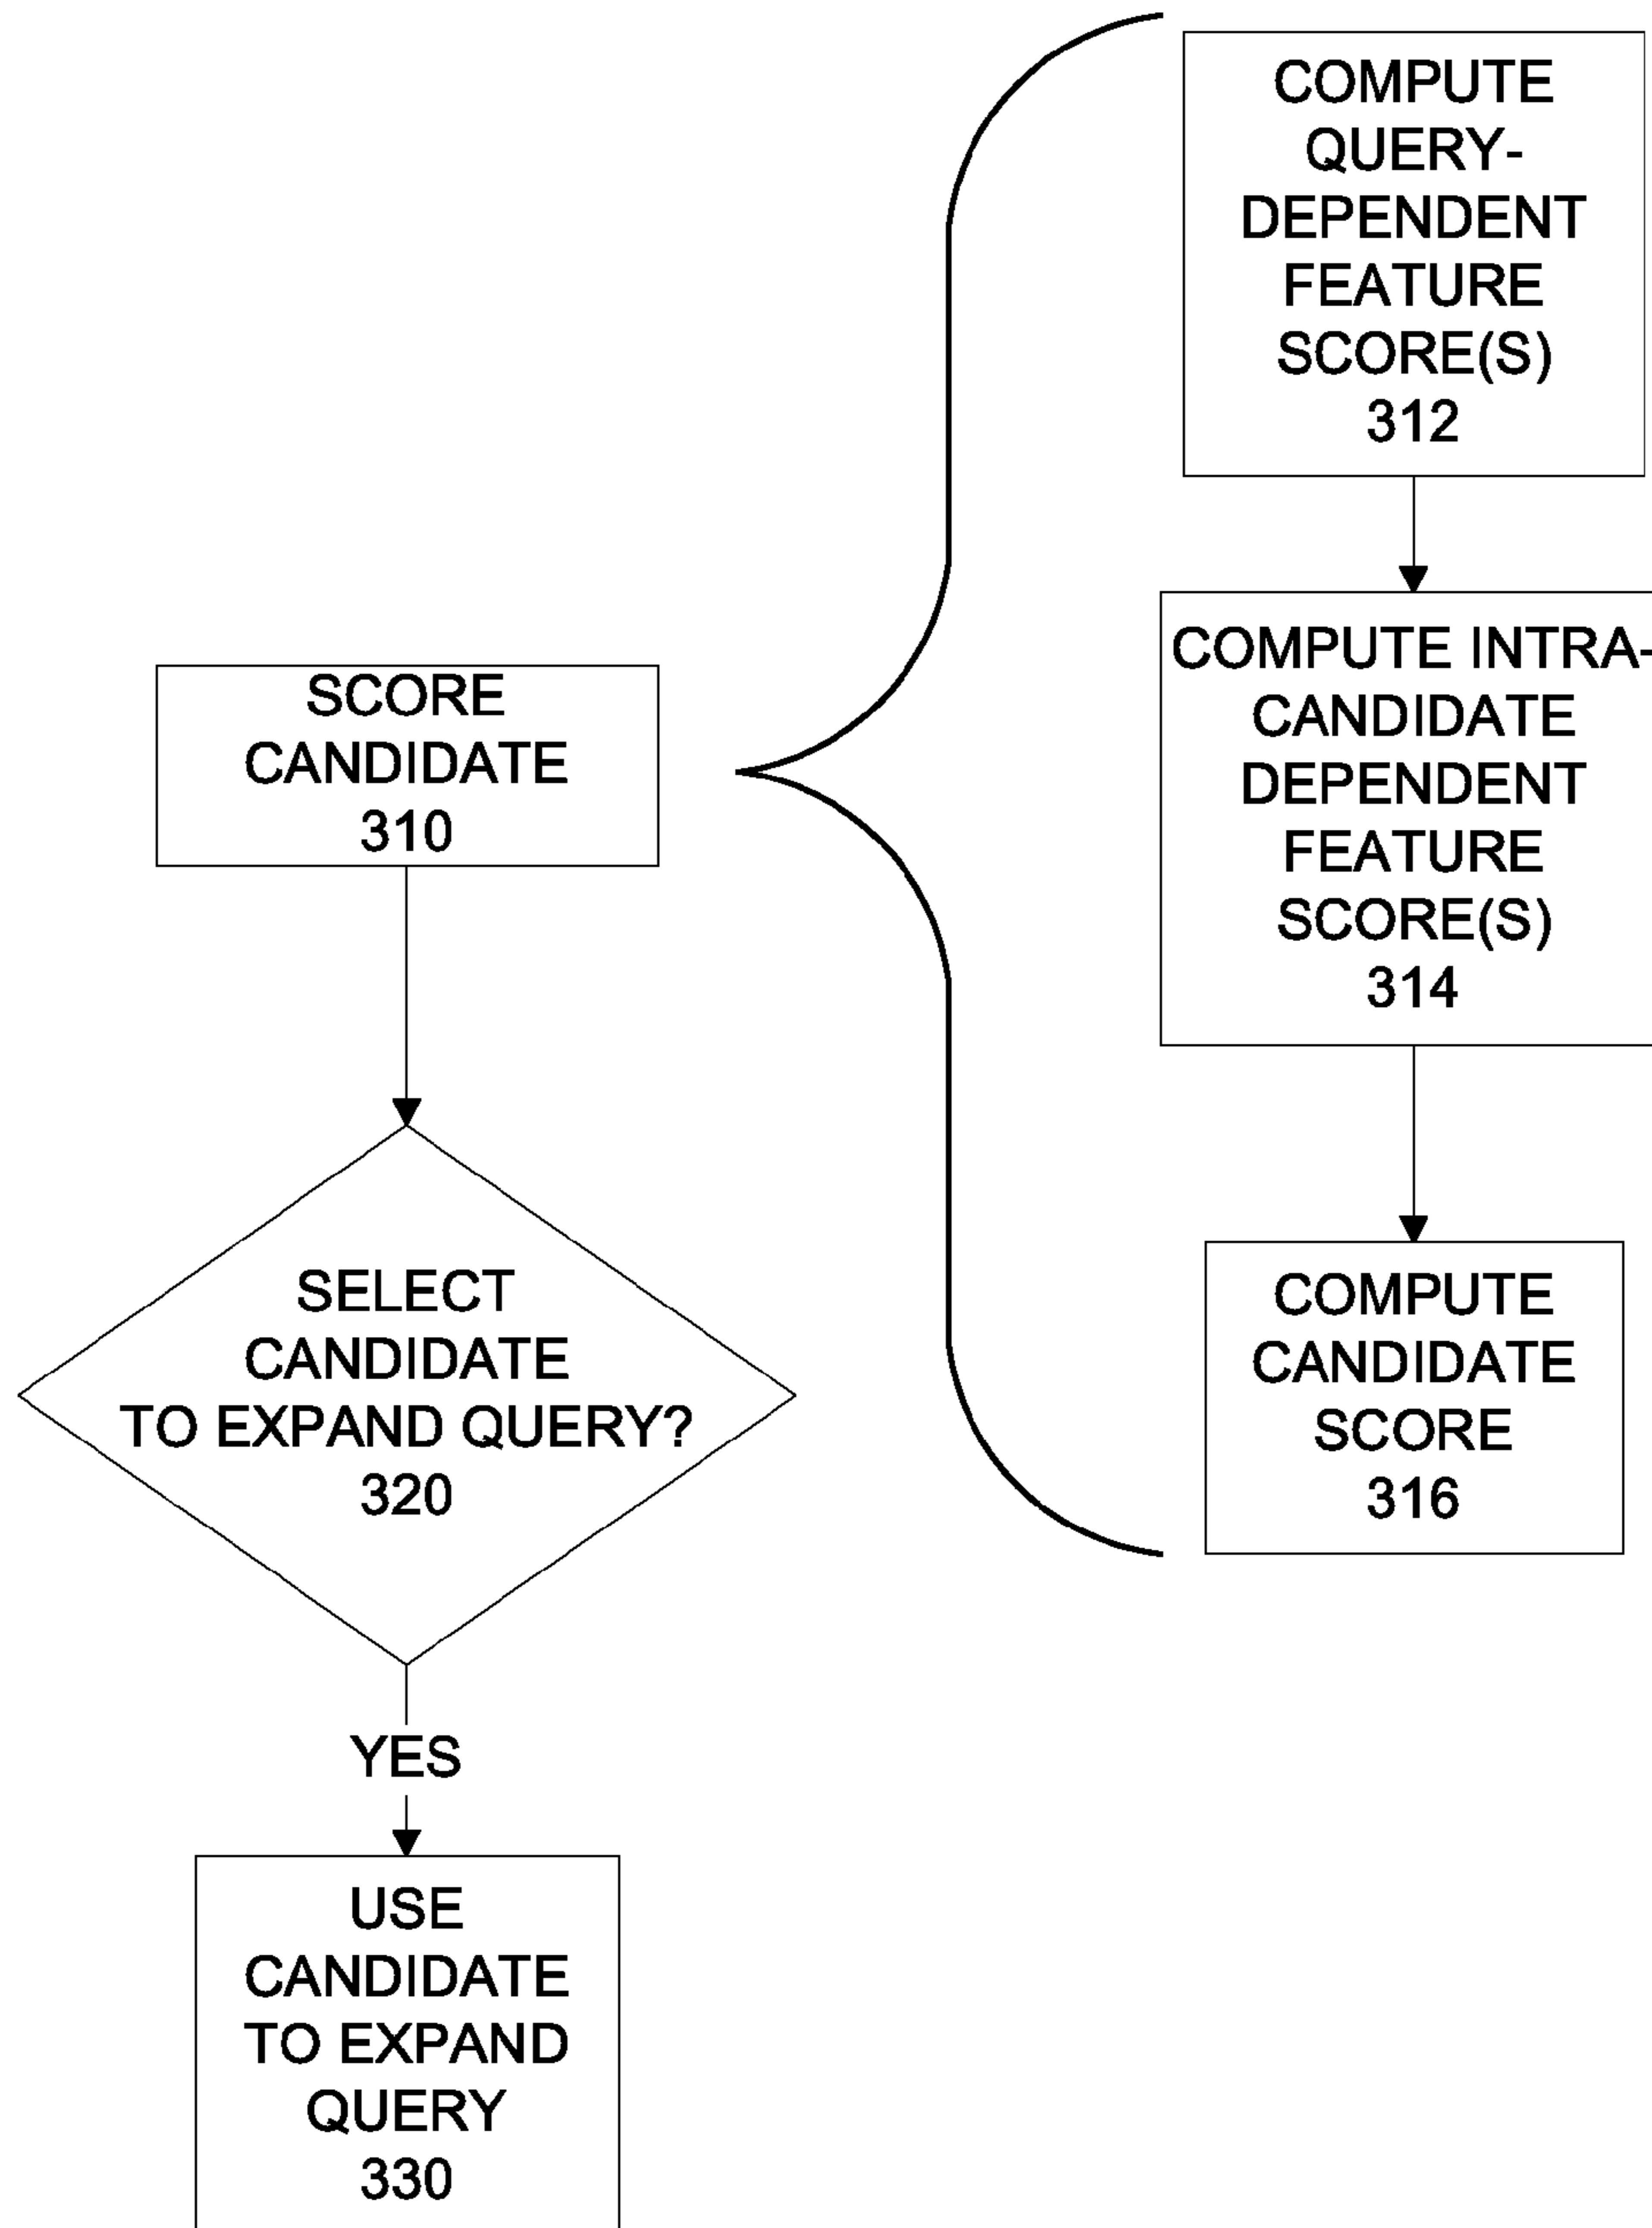 SCORE
CANDIDATE
310
SELECT
CANDIDATE
TO EXPAND QUERY?
320
YES
USE
CANDIDATE
TO EXPAND
QUERY
330
COMPUTE
QUERY-
DEPENDENT
FEATURE
SCORE(S)
312
COMPUTE INTRA-
CANDIDATE
DEPENDENT
FEATURE
SCORE(S)
314
COMPUTE
CANDIDATE
SCORE
316